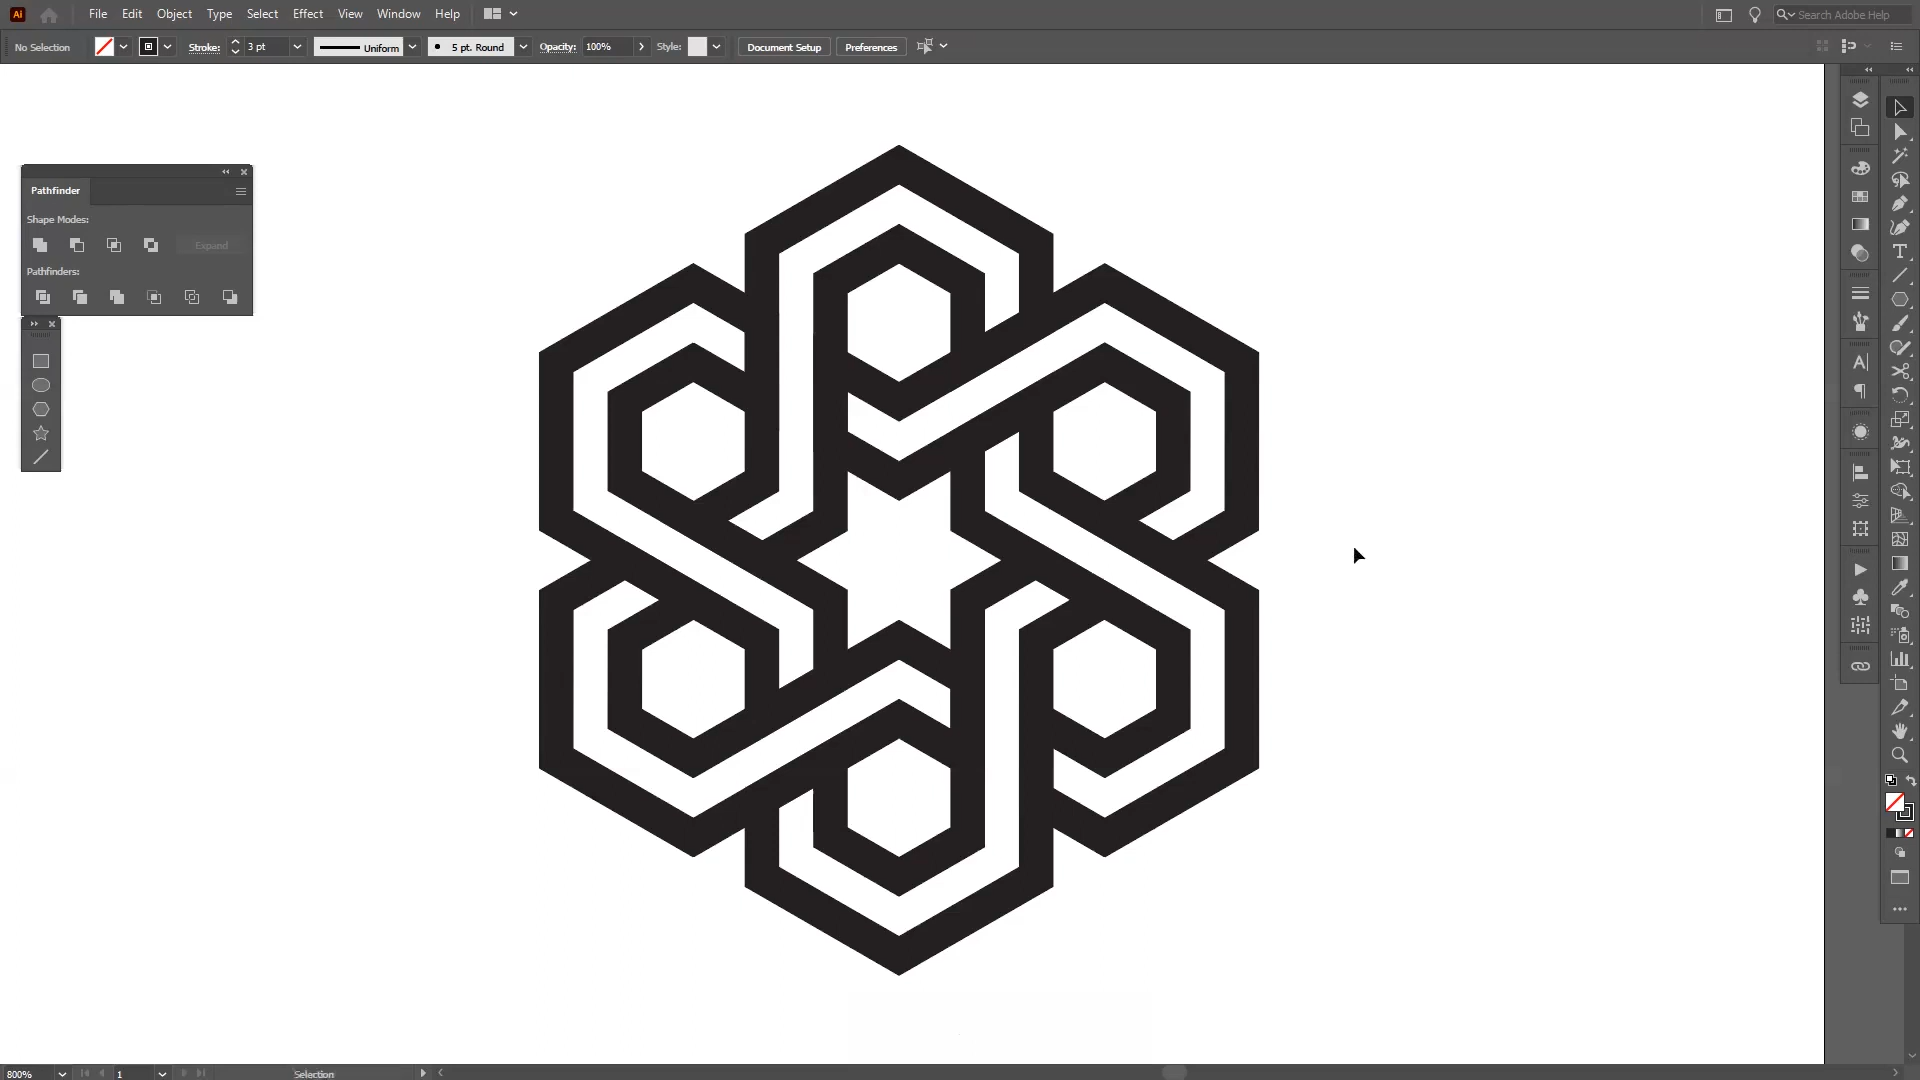 Ai File Edit Object Type Select Effect View Window Help Search Adobe Help
No Selection Stroke: 3 pt Uniform 5 pt. Round Opacity: 100% Style: Document Setup Preferences
Pathfinder
Shape Modes:
Expand
Pathfinders:
800% 1 Selection